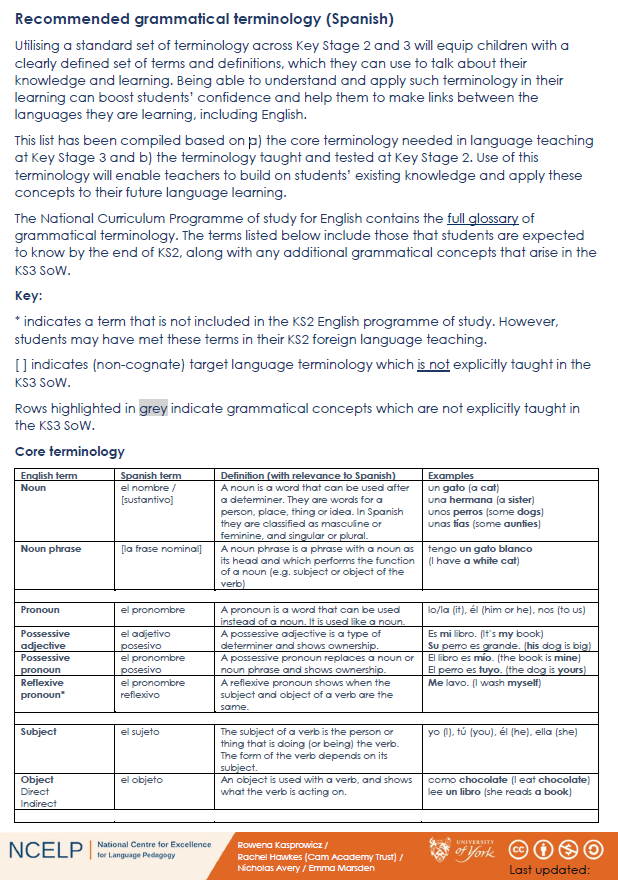 Recommended grammatical terminology (Spanish)
Utilising a standard set of terminology across Key Stage 2 and 3 will equip children with a
clearly defined set of terms and definitions, which they can use to talk about their
knowledge and learning. Being able to understand and apply such terminology in their
learning can boost students’ confidence and help them to make links between the
languages they are learning, including English.
This list has been compiled based on a) the core terminology needed in language teaching
at Key Stage 3 and b) the terminology taught and tested at Key Stage 2. Use of this
terminology will enable teachers to build on students’ existing knowledge and apply these
concepts to their future language learning.
The National Curriculum Programme of study for English contains the full glossary of
grammatical terminology. The terms listed below include those that students are expected
to know by the end of KS2, along with any additional grammatical concepts that arise in the
KS3 SoW.
Key:
* indicates a term that is not included in the KS2 English programme of study. However,
students may have met these terms in their KS2 foreign language teaching.
[ ] indicates (non-cognate) target language terminology which is not explicitly taught in the
KS3 SoW.
Rows highlighted in grey indicate grammatical concepts which are not explicitly taught in
the KS3 SoW.
Core terminology
English term
Spanish term
Definition (with relevance to Spanish)
Examples
Noun
el nombre /
[sustantivo]
A noun is a word that can be used after
a determiner. They are words for a
person, place, thing or idea. In Spanish
they are classified as masculine or
feminine, and singular or plural.
un gato (a cat)
una hermana (a sister)
unos perros (some dogs)
unas tías (some aunties)
Noun phrase
[la frase nominal]
A noun phrase is a phrase with a noun as
its head and which performs the function
of a noun (e.g. subject or object of the
verb)
tengo un gato blanco
(I have a white cat)
Pronoun
el pronombre
A pronoun is a word that can be used
instead of a noun. It is used like a noun.
lo/la (it), él (him or he), nos (to us)
Possessive
adjective
el adjetivo
posesivo
A possessive adjective is a type of
determiner and shows ownership.
Es mi libro. (It's my book)
Su perro es grande. (his dog is big)
Possessive
pronoun
el pronombre
posesivo
A possessive pronoun replaces a noun or
noun phrase and shows ownership.
El libro es mío. (the book is mine)
El perro es tuyo. (the dog is yours)
Reflexive
pronoun*
el pronombre
reflexivo
A reflexive pronoun shows when the
subject and object of a verb are the
same.
Me lavo. (I wash myself)
Subject
el sujeto
The subject of a verb is the person or
thing that is doing (or being) the verb.
The form of the verb depends on its
subject.
yo (I), tú (you), él (he), ella (she)
Object
Direct
Indirect
el objeto
An object is used with a verb, and shows
what the verb is acting on.
como chocolate (I eat chocolate)
lee un libro (she reads a book)
NCELP
National Centre for Excellence
for Language Pedagogy
Rowena Kasprowicz /
Rachel Hawkes (Cam Academy Trust) /
Nicholas Avery / Emma Marsden
UNIVERSITY
of York
cc
Last updated: